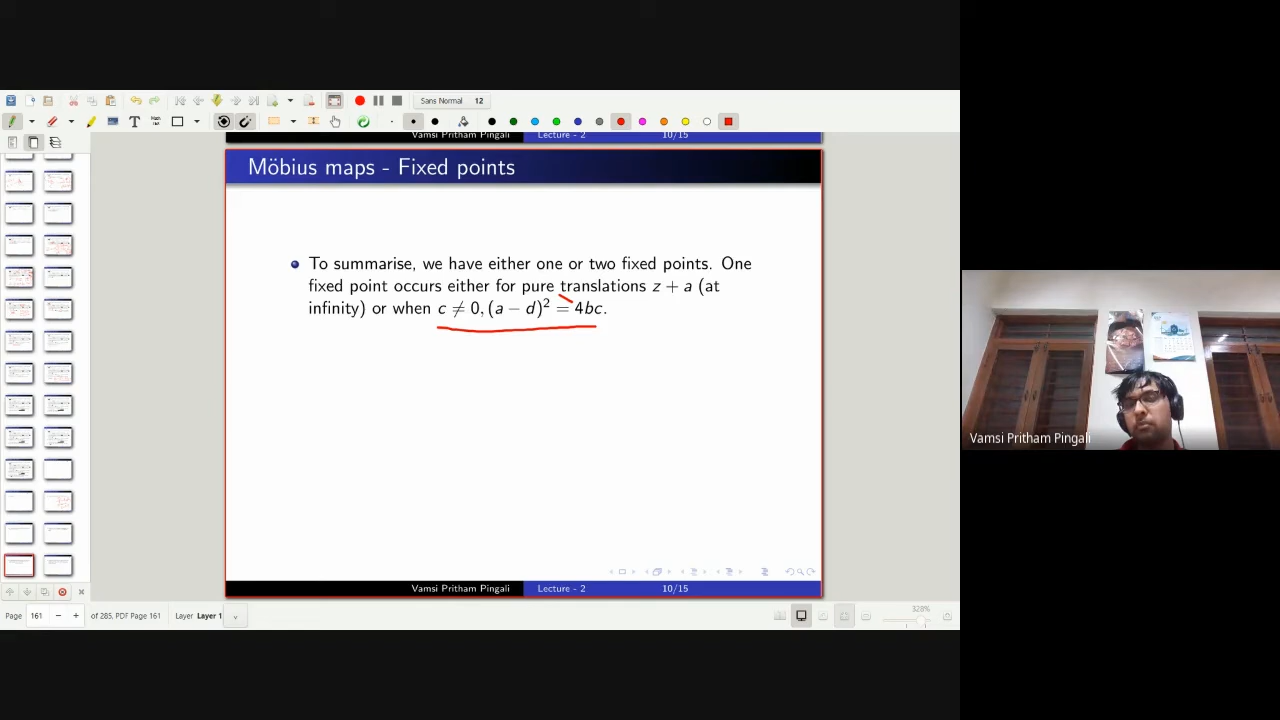 Sans Normal 12
Vamsi Pritham Pingali Lecture - 2 10/15
Möbius maps - Fixed points
To summarise, we have either one or two fixed points. One
fixed point occurs either for pure translations z + a (at
infinity) or when c ≠ 0, (a − d)² = 4bc.
Vamsi Pritham Pingali
Vamsi Pritham Pingali Lecture - 2 10/15
Page 161 − + of 285, PDF Page 161 Layer Layer 1
328%